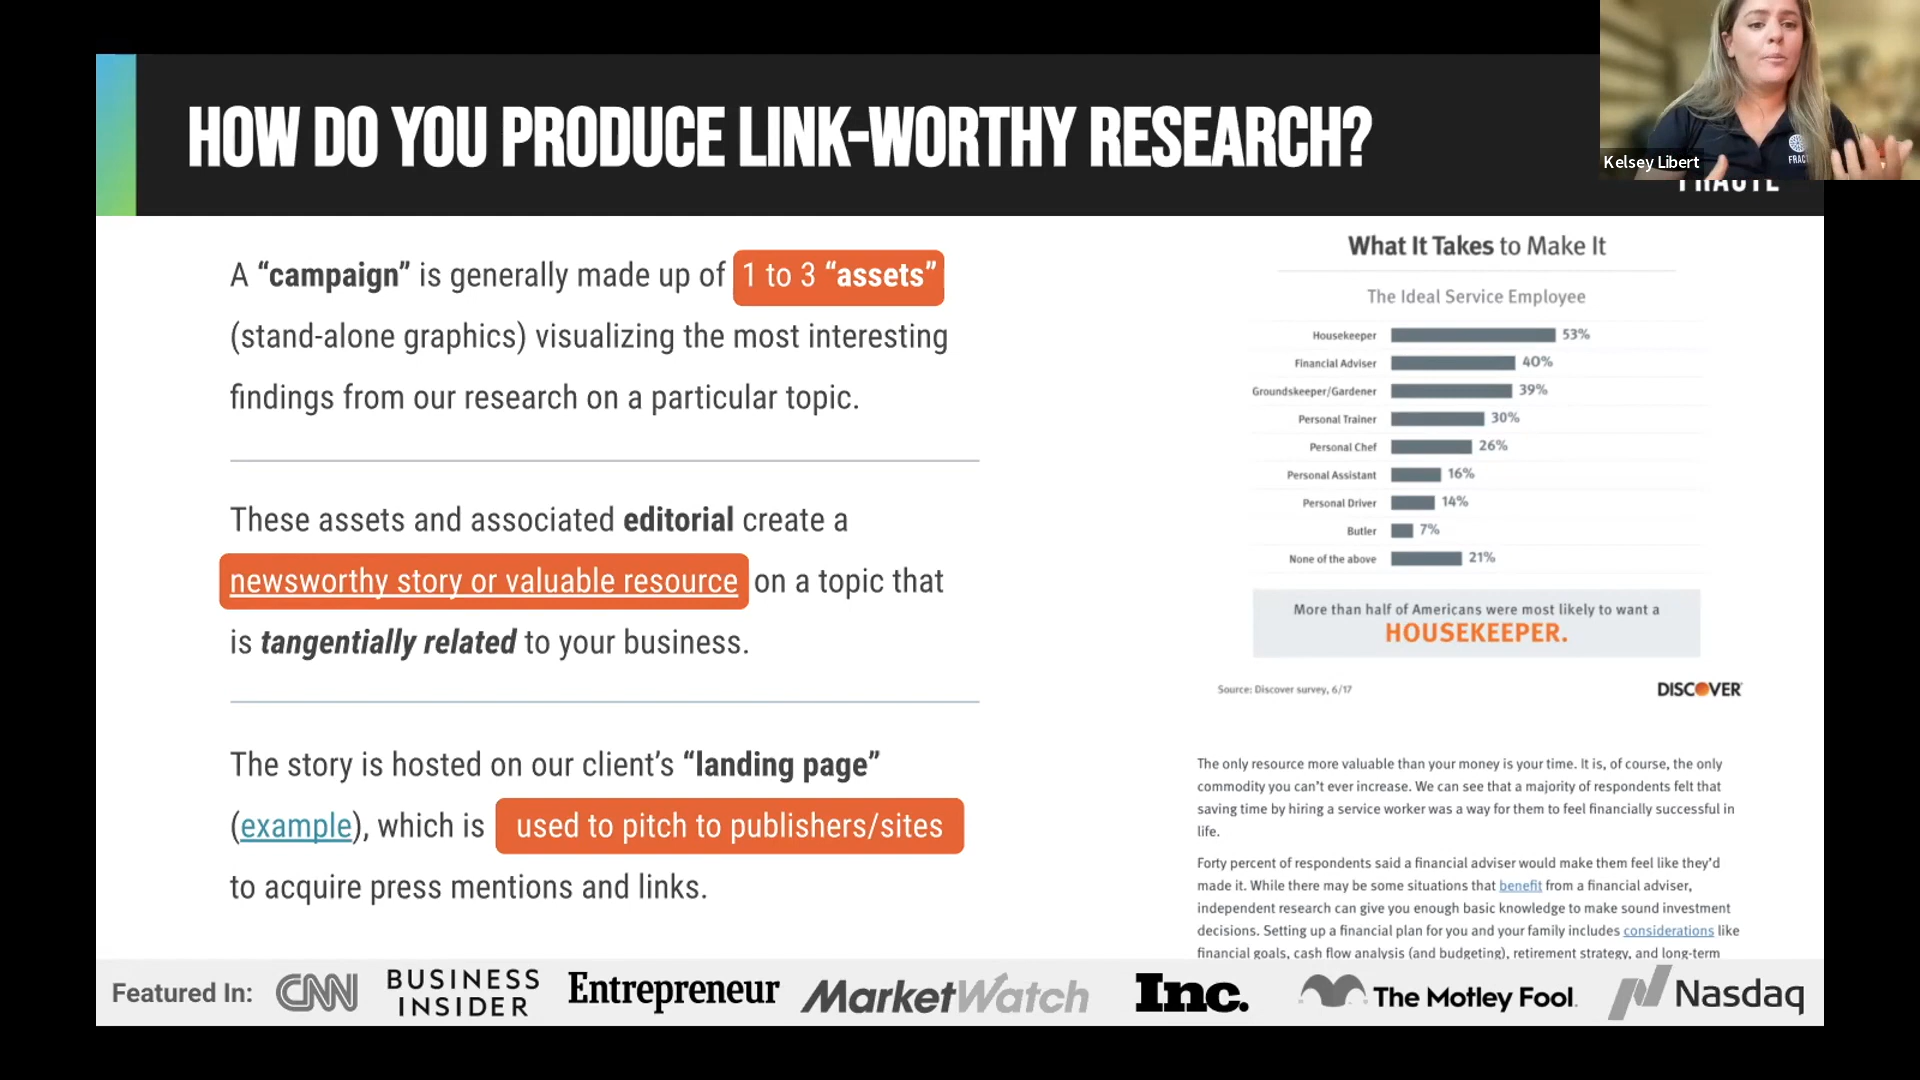 HOW DO YOU PRODUCE LINK-WORTHY RESEARCH?
Kelsey Libert
FRACTL
A “campaign” is generally made up of 1 to 3 “assets”
(stand-alone graphics) visualizing the most interesting
findings from our research on a particular topic.
These assets and associated editorial create a
newsworthy story or valuable resource on a topic that
is tangentially related to your business.
The story is hosted on our client’s “landing page”
(example), which is used to pitch to publishers/sites
to acquire press mentions and links.
What It Takes to Make It
The Ideal Service Employee
Housekeeper 53%
Financial Adviser 40%
Groundskeeper/Gardener 39%
Personal Trainer 30%
Personal Chef 26%
Personal Assistant 16%
Personal Driver 14%
Butler 7%
None of the above 21%
More than half of Americans were most likely to want a
HOUSEKEEPER.
Source: Discover survey, 6/17
DISCOVER
The only resource more valuable than your money is your time. It is, of course, the only
commodity you can’t ever increase. We can see that a majority of respondents felt that
saving time by hiring a service worker was a way for them to feel financially successful in
life.
Forty percent of respondents said a financial adviser would make them feel like they’d
made it. While there may be some situations that benefit from a financial adviser,
independent research can give you enough basic knowledge to make sound investment
decisions. Setting up a financial plan for you and your family includes considerations like
financial goals, cash flow analysis (and budgeting), retirement strategy, and long-term
Featured In: CNN BUSINESS INSIDER Entrepreneur MarketWatch Inc. The Motley Fool. Nasdaq